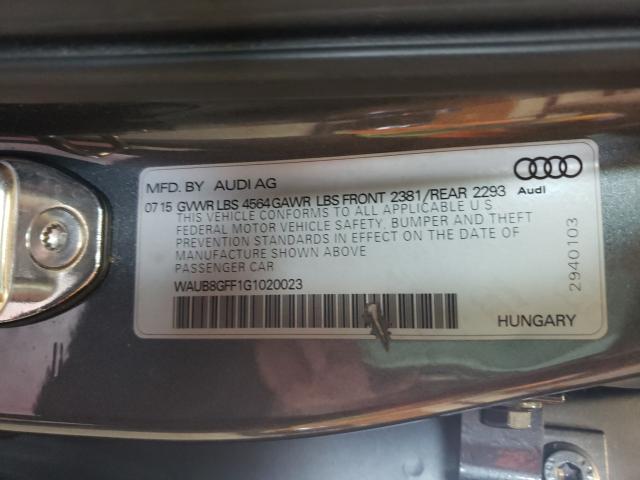 MFD. BY AUDI AG
07 15 GVWR LBS 4564 GAWR LBS FRONT 2381/REAR 2293
Audi
THIS VEHICLE CONFORMS TO ALL APPLICABLE U S
FEDERAL MOTOR VEHICLE SAFETY, BUMPER AND THEFT
PREVENTION STANDARDS IN EFFECT ON THE DATE OF
MANUFACTURE SHOWN ABOVE
PASSENGER CAR
WAUB8GFF1G1020023
HUNGARY
2940103